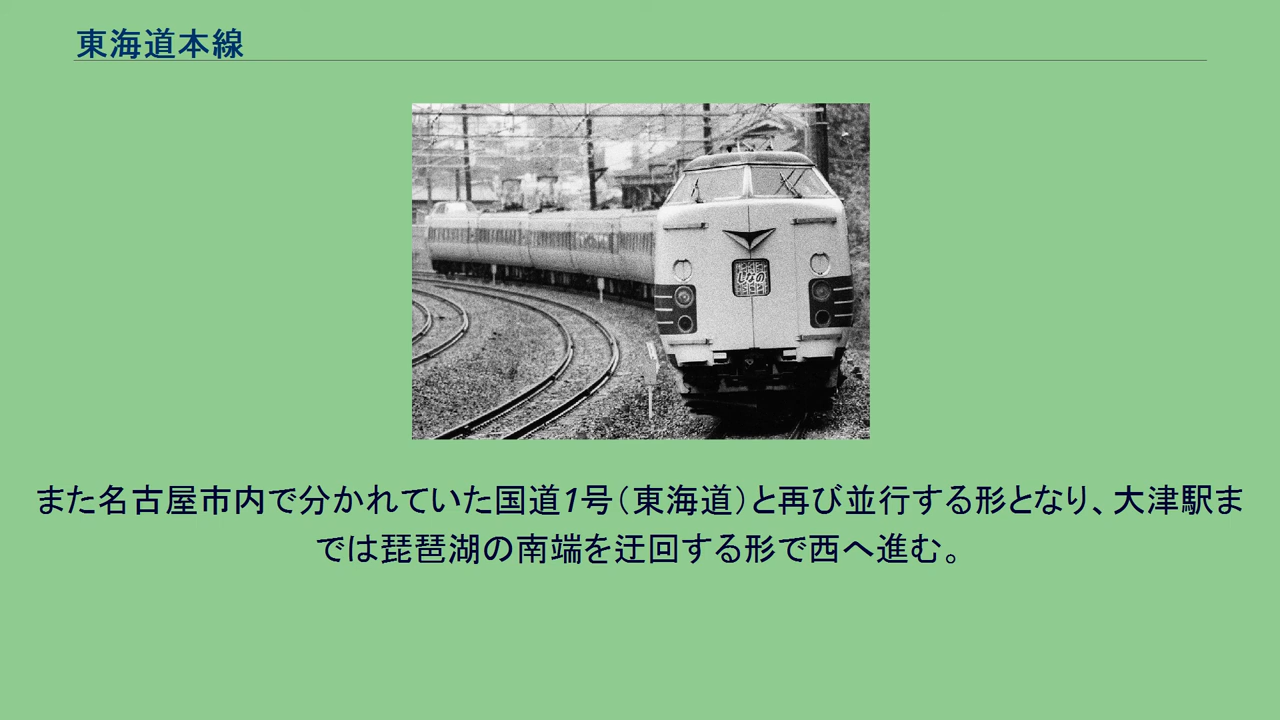 東海道本線
しなの
また名古屋市内で分かれていた国道1号（東海道）と再び並行する形となり、大津駅ま
では琵琶湖の南端を迂回する形で西へ進む。